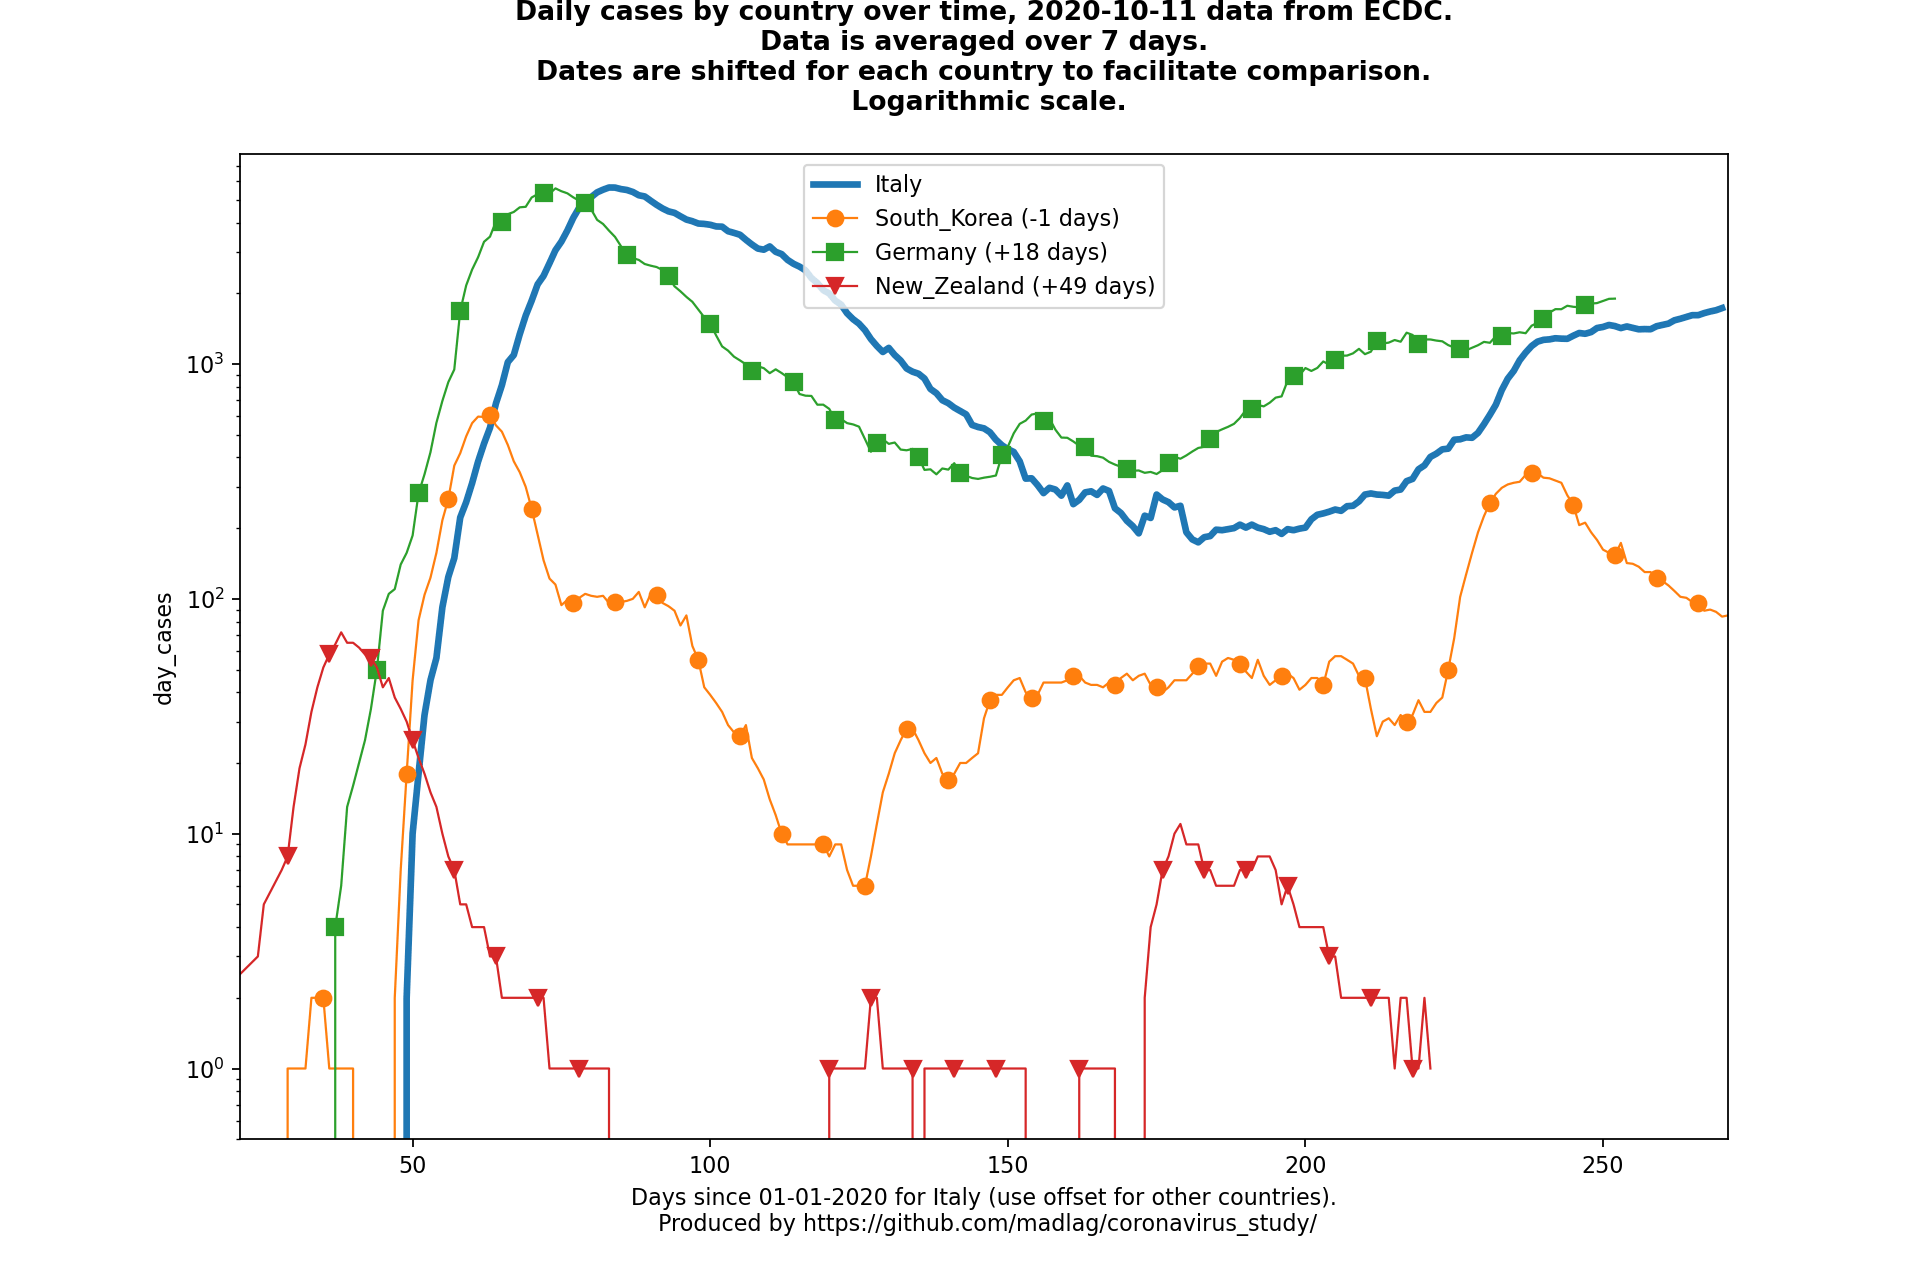 Daily cases by country over time, 2020-10-11 data from ECDC.
Data is averaged over 7 days.
Dates are shifted for each country to facilitate comparison.
Logarithmic scale.
Italy
South_Korea (-1 days)
Germany (+18 days)
New_Zealand (+49 days)
10³
10²
10¹
10⁰
day_cases
50 100 150 200 250
Days since 01-01-2020 for Italy (use offset for other countries).
Produced by https://github.com/madlag/coronavirus_study/